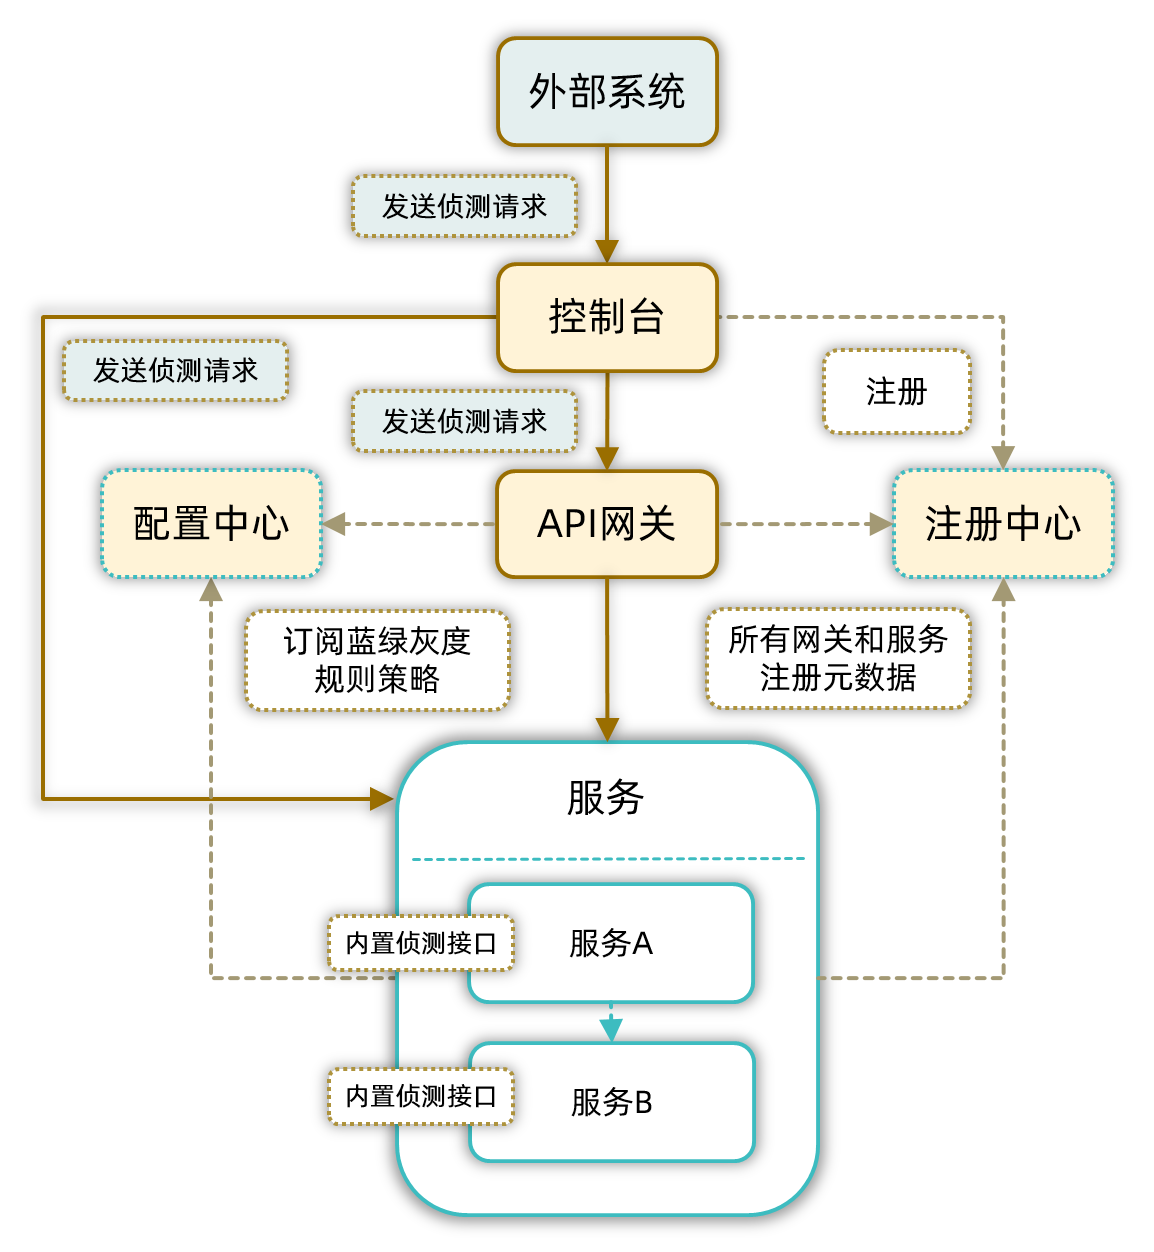 外部系统
发送侦测请求
控制台
发送侦测请求
注册
发送侦测请求
配置中心
API网关
注册中心
订阅蓝绿灰度
规则策略
所有网关和服务
注册元数据
服务
内置侦测接口
服务A
内置侦测接口
服务B